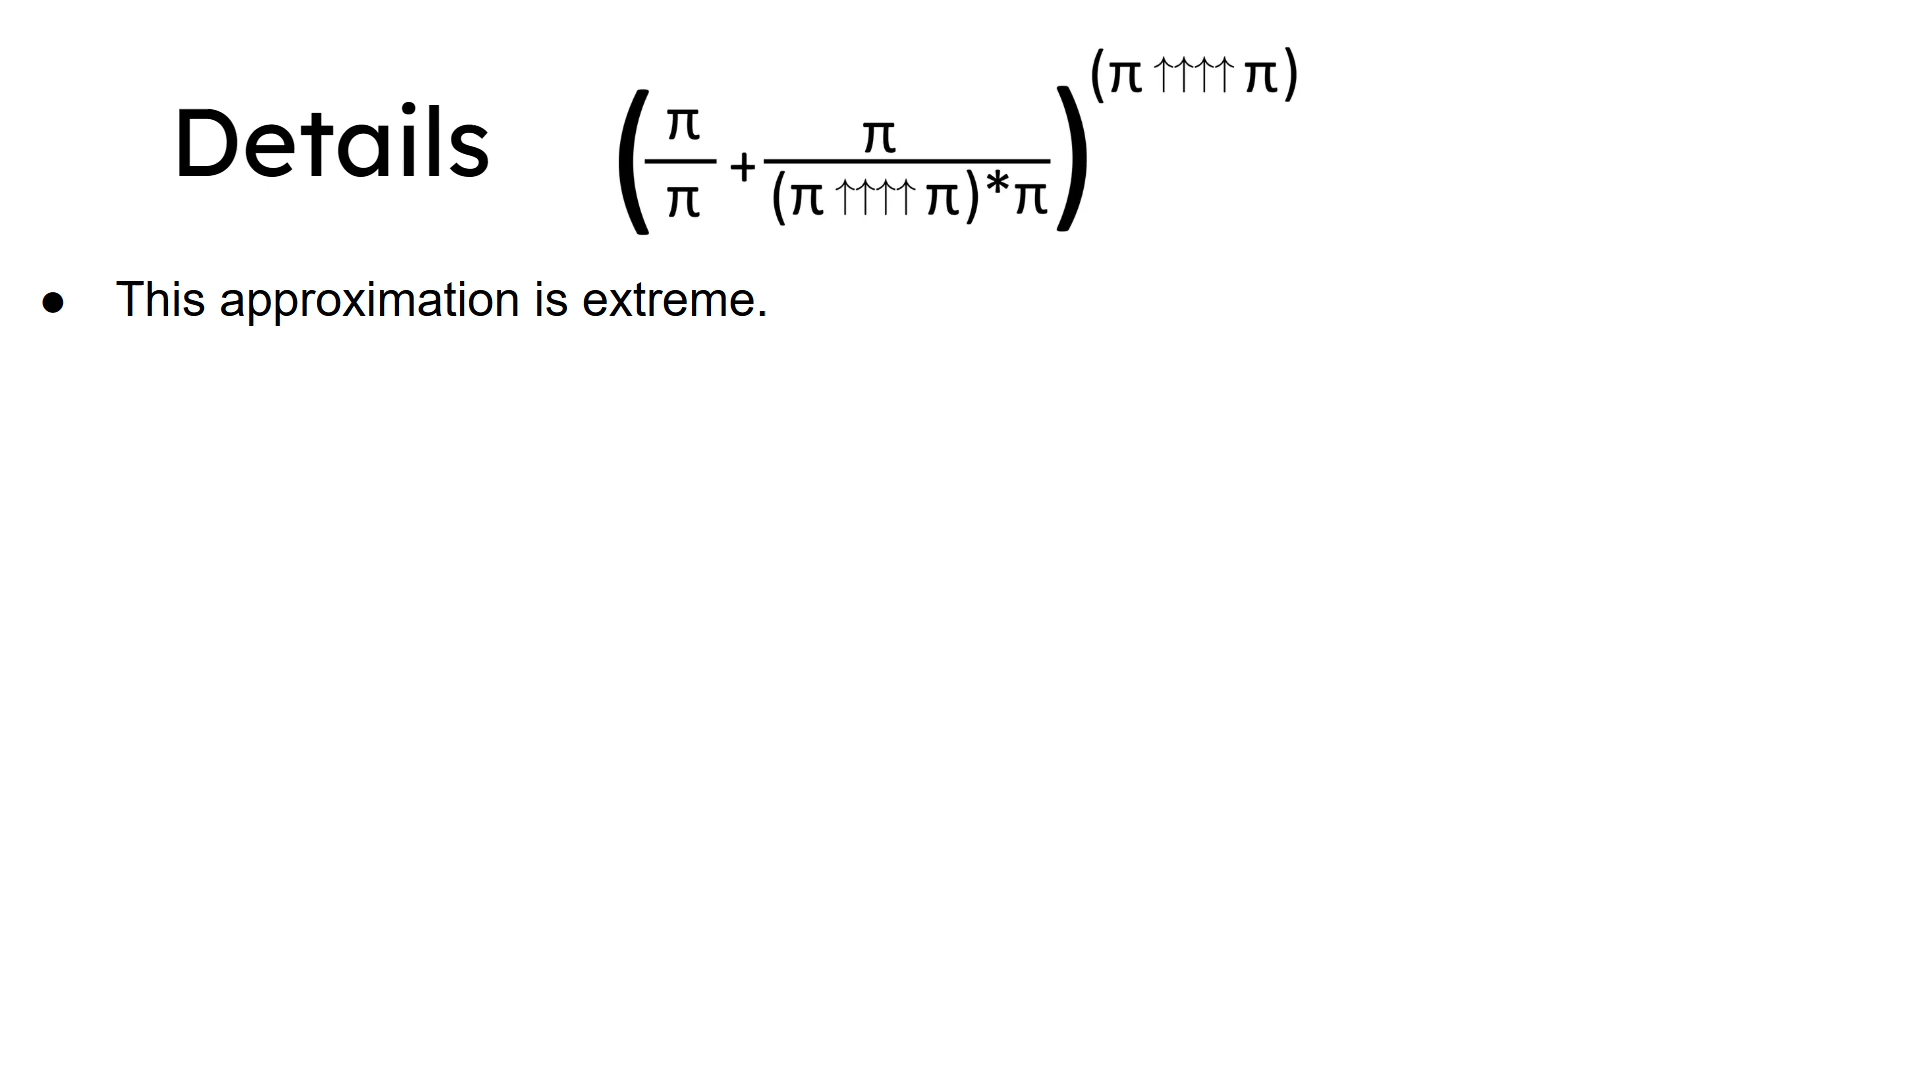 Details
(π/π + π/((π ↑↑↑↑ π)*π))^(π ↑↑↑↑ π)
● This approximation is extreme.